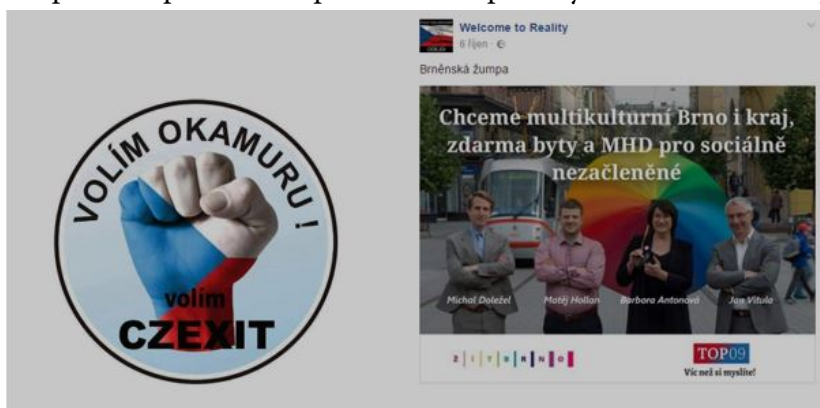 VOLÍM OKAMURU !
volím
CZEXIT
Welcome to Reality
6 říjen
Brněnská žumpa
Chceme multikulturní Brno i kraj,
zdarma byty a MHD pro sociálně
nezačleněné
Michal Doležel Matěj Hollan Barbora Antonová Jan Vitula
Ž I T B R N O
TOP09
Víc než si myslíte!